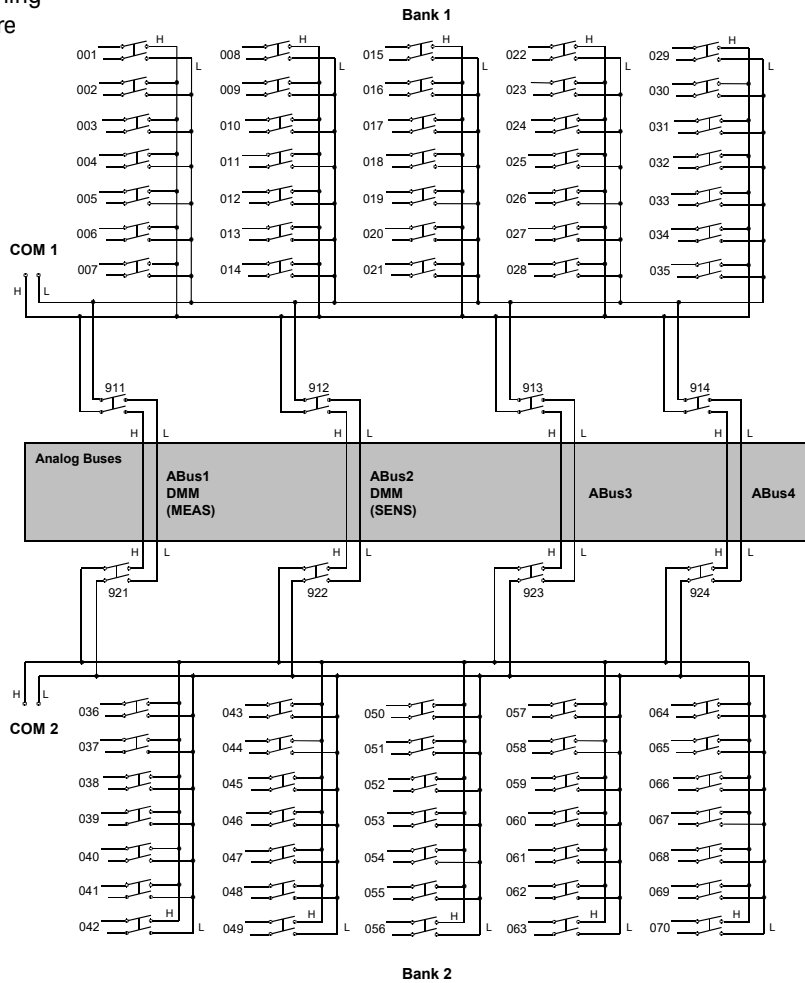 ning
re
Bank 1
H H H H H
001 008 015 022 029
L L L L L
002 009 016 023 030
003 010 017 024 031
004 011 018 025 032
005 012 019 026 033
006 013 020 027 034
COM 1
007 014 021 028 035
H L
911 912 913 914
H L H L H L H L
Analog Buses
ABus1
DMM
(MEAS)
ABus2
DMM
(SENS)
ABus3
ABus4
H L H L H L H L
921 922 923 924
H L
COM 2
036 043 050 057 064
037 044 051 058 065
038 045 052 059 066
039 046 053 060 067
040 047 054 061 068
041 048 055 062 069
H H H H H
042 049 056 063 070
L L L L L
Bank 2